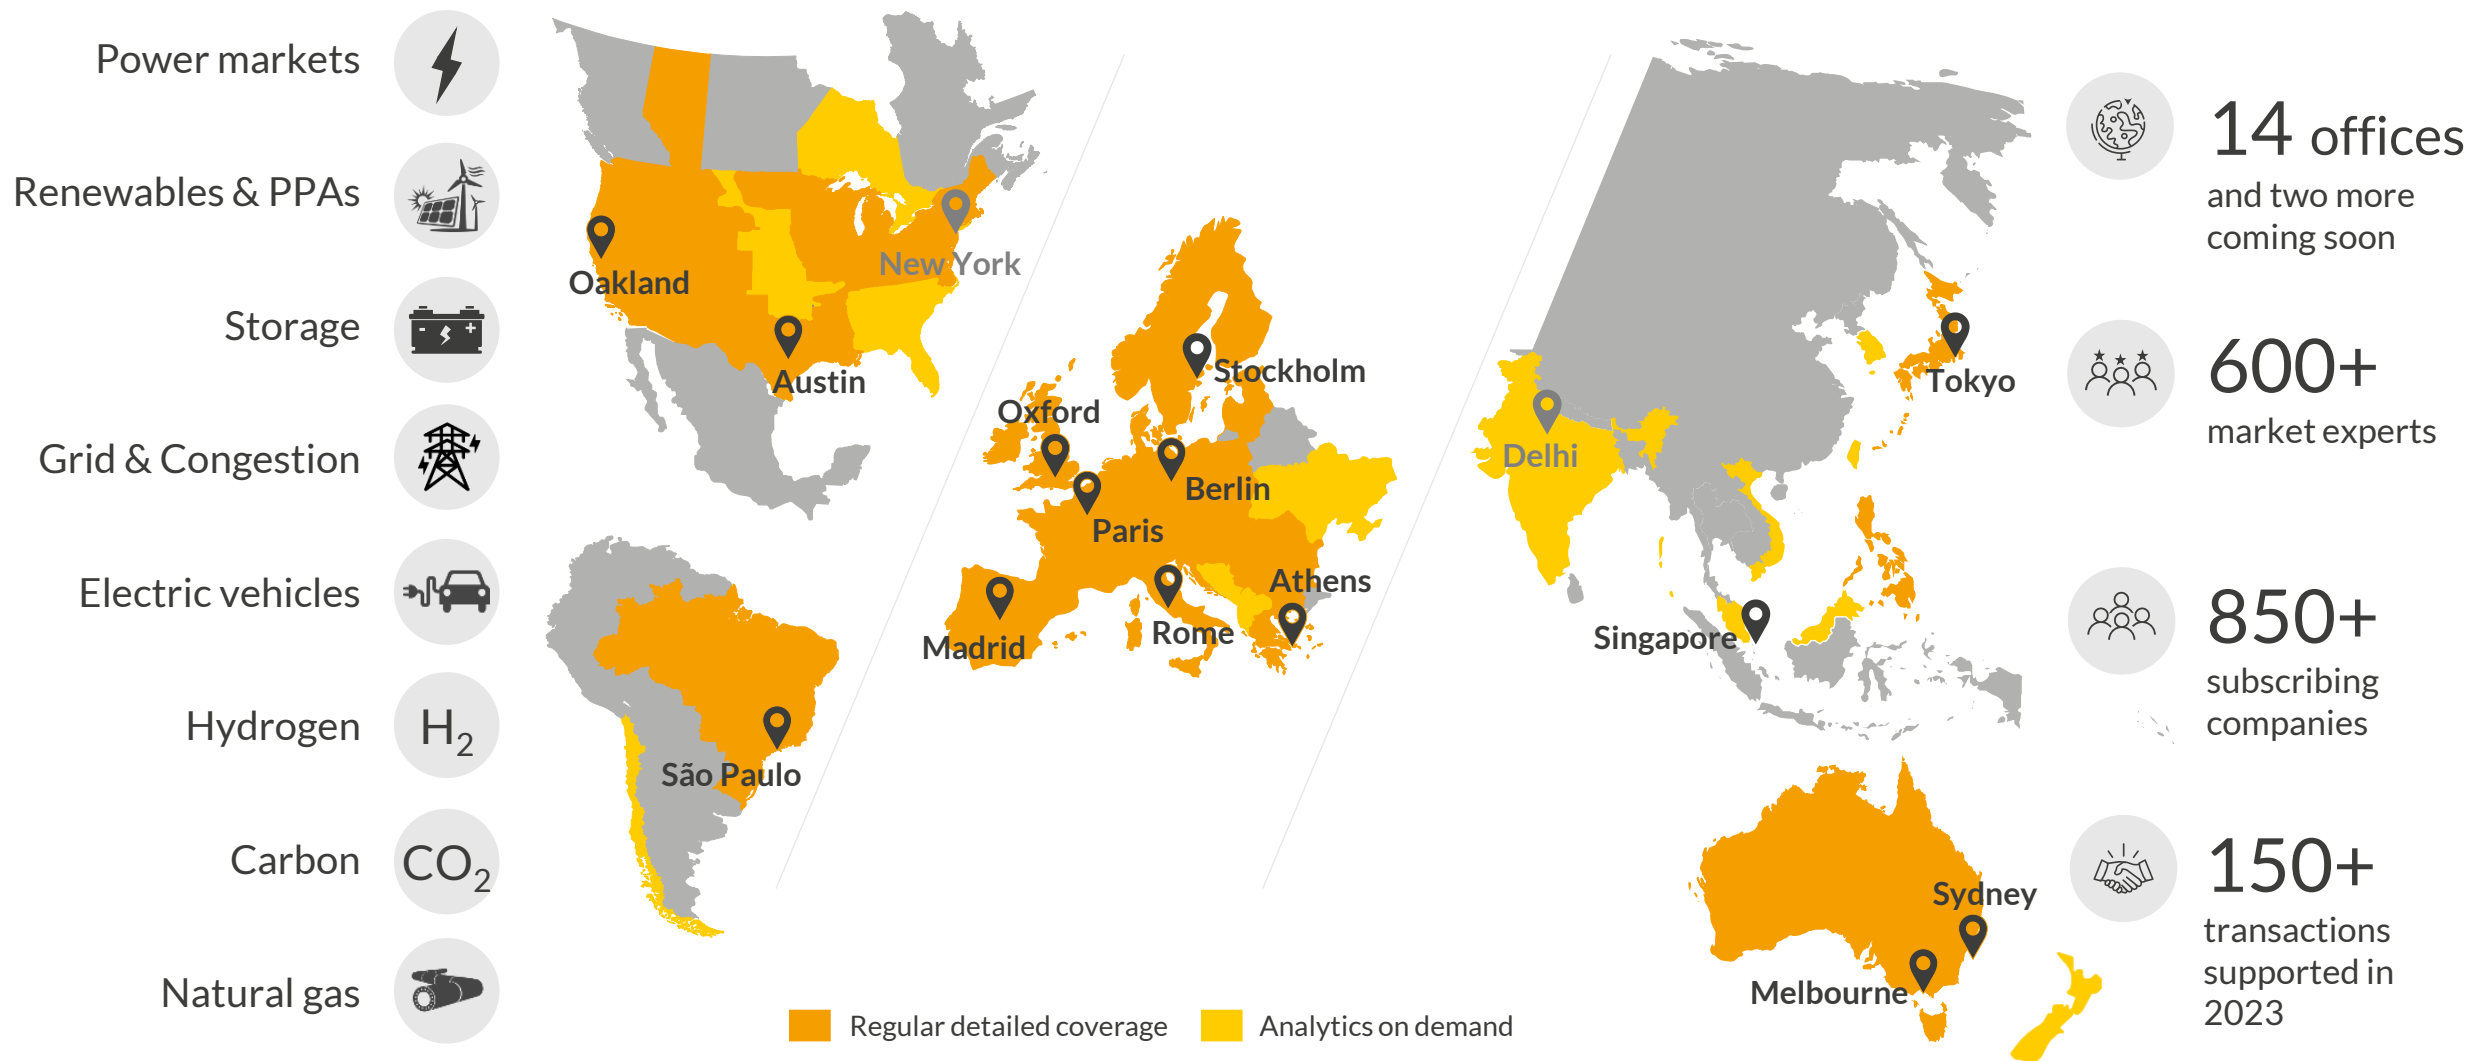 Power markets
Renewables & PPAs
Storage
Grid & Congestion
Electric vehicles
Hydrogen
H2
Carbon
CO2
Natural gas
Oakland
New York
Austin
São Paulo
Stockholm
Oxford
Berlin
Paris
Athens
Madrid
Rome
Tokyo
Delhi
Singapore
Sydney
Melbourne
Regular detailed coverage
Analytics on demand
14 offices
and two more
coming soon
600+
market experts
850+
subscribing
companies
150+
transactions
supported in
2023